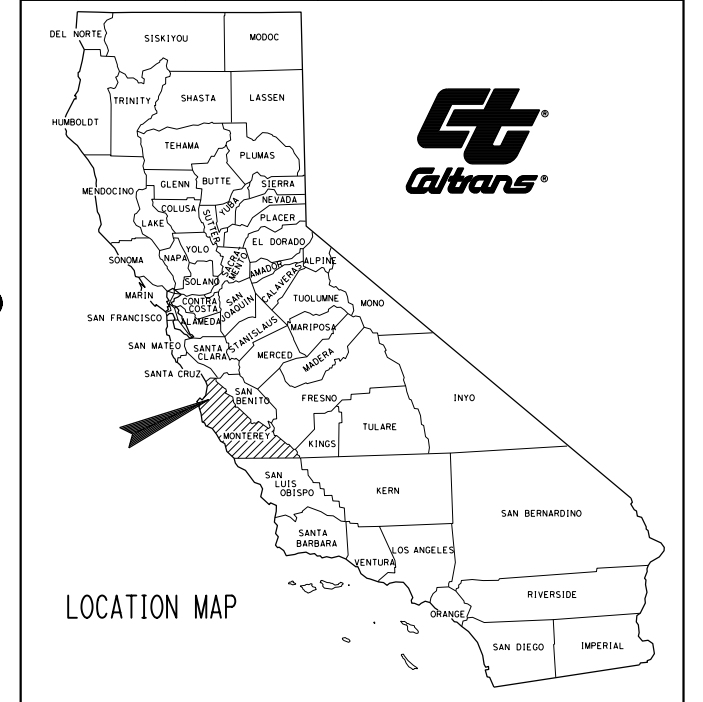 DEL NORTE
SISKIYOU
MODOC
HUMBOLDT
TRINITY
SHASTA
LASSEN
Ct ®
Caltrans ®
TEHAMA
PLUMAS
MENDOCINO
GLENN
BUTTE
SIERRA
NEVADA
COLUSA
SUTTER
YUBA
PLACER
LAKE
EL DORADO
SONOMA
NAPA
YOLO
SACRA-
MENTO
AMADOR
ALPINE
SOLANO
CALAVERAS
MARIN
CONTRA
COSTA
SAN
JOAQUIN
TUOLUMNE
MONO
SAN FRANCISCO
ALAMEDA
STANISLAUS
MARIPOSA
SAN MATEO
SANTA
CLARA
MERCED
MADERA
SANTA CRUZ
SAN
BENITO
FRESNO
INYO
MONTEREY
KINGS
TULARE
SAN
LUIS
OBISPO
KERN
SAN BERNARDINO
SANTA
BARBARA
VENTURA
LOS ANGELES
LOCATION MAP
ORANGE
RIVERSIDE
SAN DIEGO
IMPERIAL